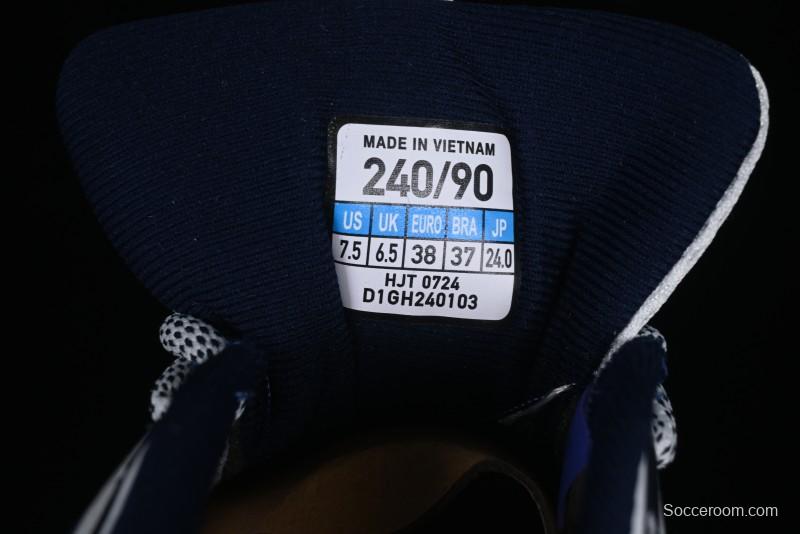 MADE IN VIETNAM
240/90
US UK EURO BRA JP
7.5 6.5 38 37 24.0
HJT 0724
D1GH240103
Socceroom.com